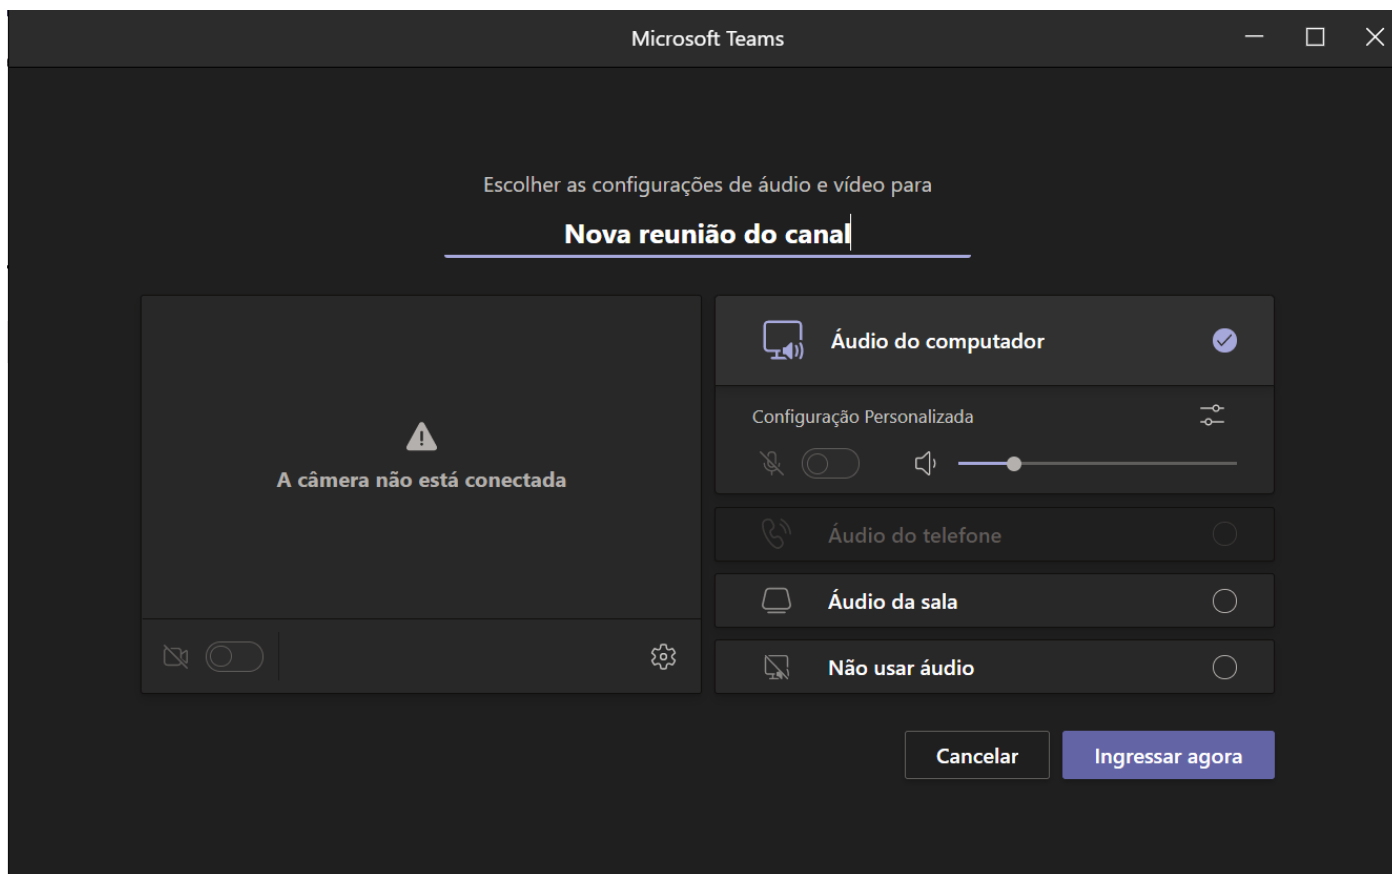 Microsoft Teams
Escolher as configurações de áudio e vídeo para
Nova reunião do canal
A câmera não está conectada
Áudio do computador
Configuração Personalizada
Áudio do telefone
Áudio da sala
Não usar áudio
Cancelar
Ingressar agora